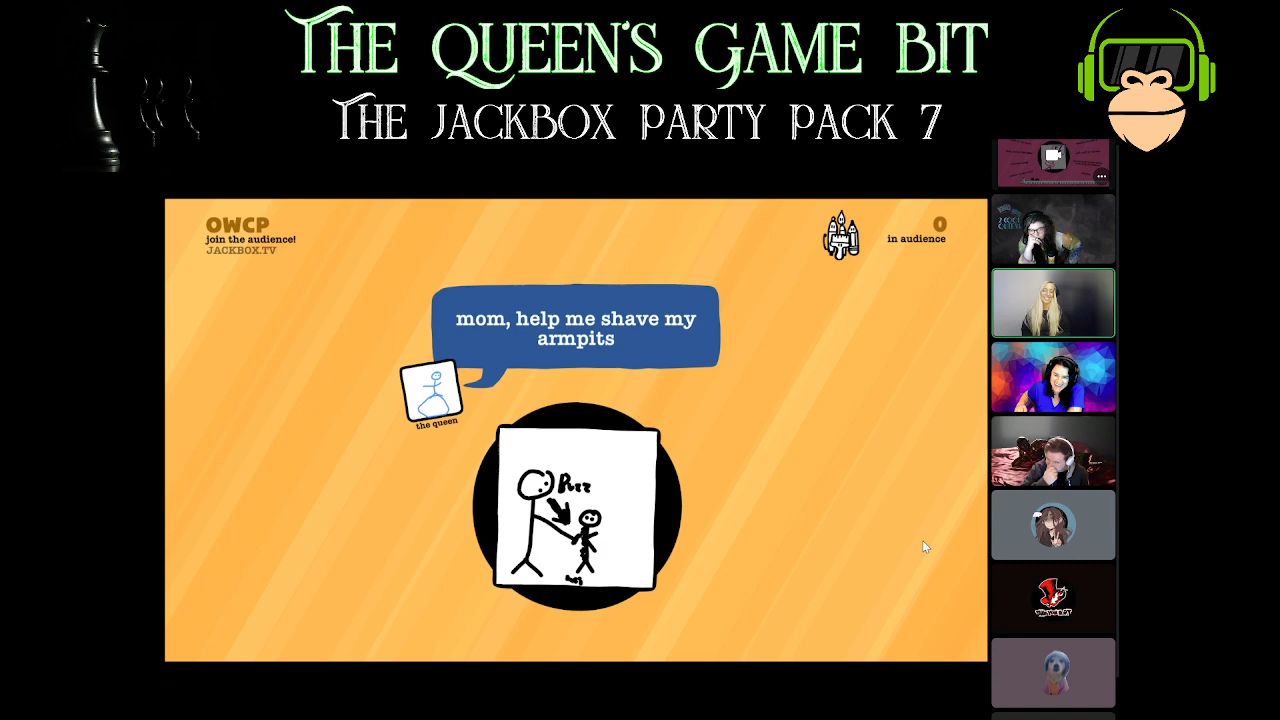 THE QUEEN'S GAME BIT
THE JACKBOX PARTY PACK 7
OWCP
join the audience!
JACKBOX.TV
0
in audience
mom, help me shave my
armpits
the queen